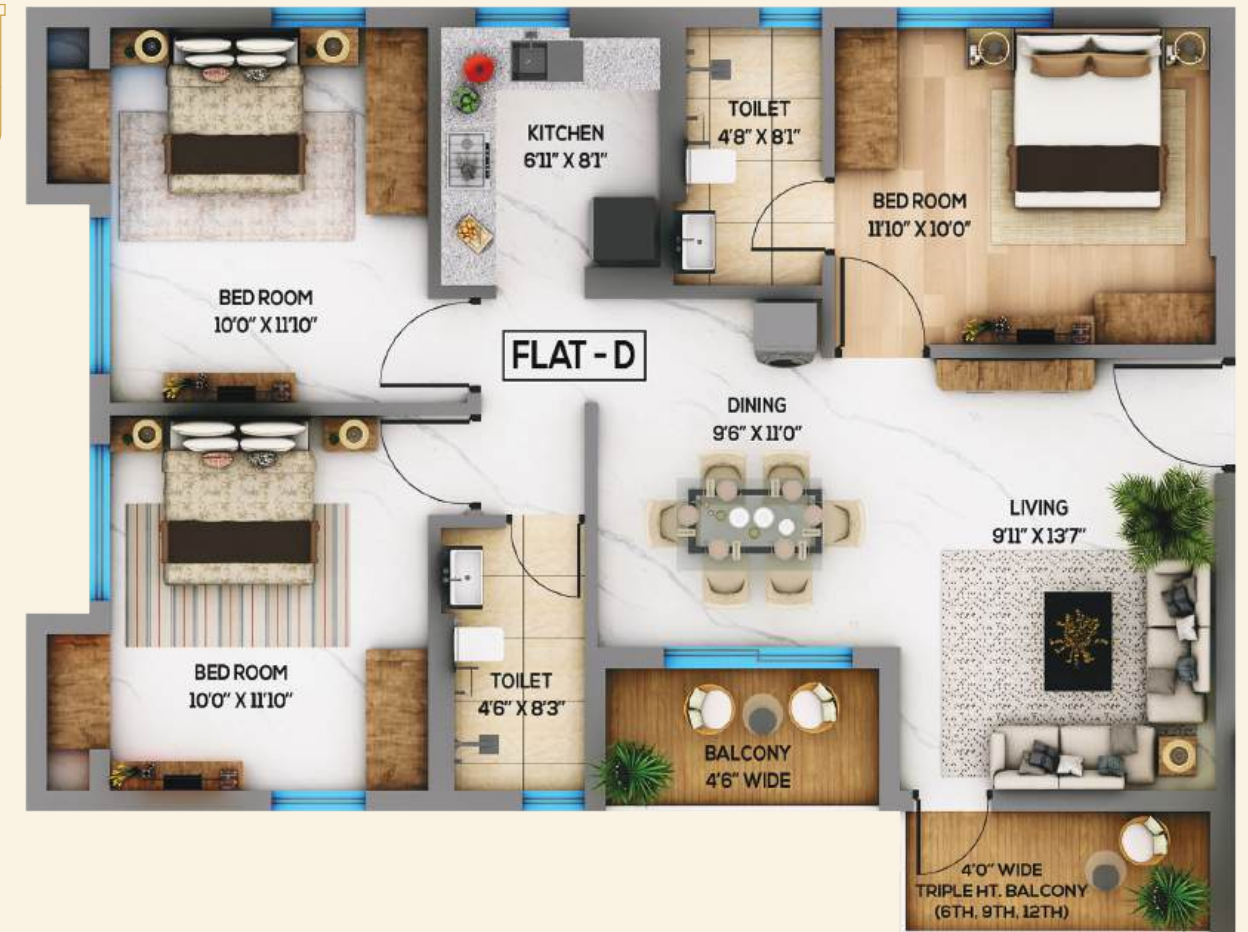 KITCHEN
6'11" X 8'1"
TOILET
4'8" X 8'1"
BED ROOM
11'10" X 10'0"
BED ROOM
10'0" X 11'10"
FLAT - D
DINING
9'6" X 11'0"
LIVING
9'11" X 13'7"
BED ROOM
10'0" X 11'10"
TOILET
4'6" X 8'3"
BALCONY
4'6" WIDE
4'0" WIDE
TRIPLE HT. BALCONY
(6TH, 9TH, 12TH)